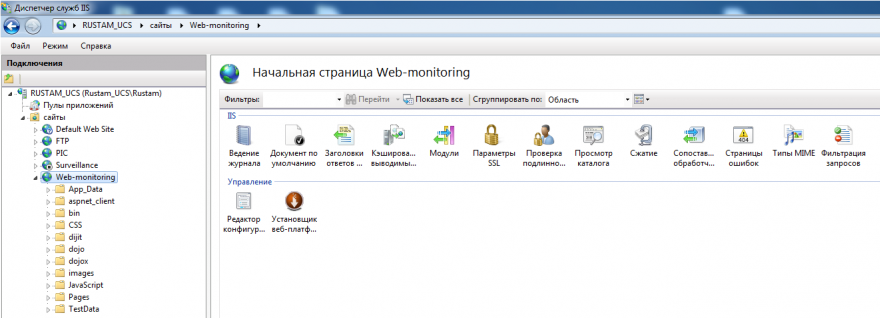 Диспетчер служб IIS
RUSTAM_UCS ▸ сайты ▸ Web-monitoring ▸
Файл Режим Справка
Подключения
RUSTAM_UCS (Rustam_UCS\Rustam)
Пулы приложений
сайты
Default Web Site
FTP
PIC
Surveillance
Web-monitoring
App_Data
aspnet_client
bin
CSS
dijit
dojo
dojox
images
JavaScript
Pages
TestData
Начальная страница Web-monitoring
Фильтры: Перейти Показать все Сгруппировать по: Область
IIS
Ведение журнала
Документ по умолчанию
Заголовки ответов ...
Кэширова... выводимы...
Модули
Параметры SSL
Проверка подлинно...
Просмотр каталога
Сжатие
Сопостав... обработч...
404
Страницы ошибок
Типы MIME
Фильтрация запросов
Управление
Редактор конфигур...
Установщик веб-платф...